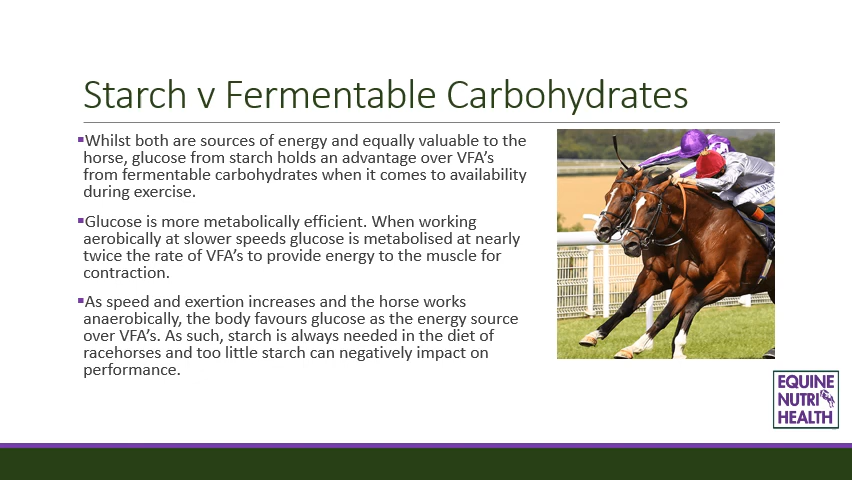 Starch v Fermentable Carbohydrates
Whilst both are sources of energy and equally valuable to the
horse, glucose from starch holds an advantage over VFA's
from fermentable carbohydrates when it comes to availability
during exercise.
Glucose is more metabolically efficient. When working
aerobically at slower speeds glucose is metabolised at nearly
twice the rate of VFA's to provide energy to the muscle for
contraction.
As speed and exertion increases and the horse works
anaerobically, the body favours glucose as the energy source
over VFA's. As such, starch is always needed in the diet of
racehorses and too little starch can negatively impact on
performance.
EQUINE
NUTRI
HEALTH